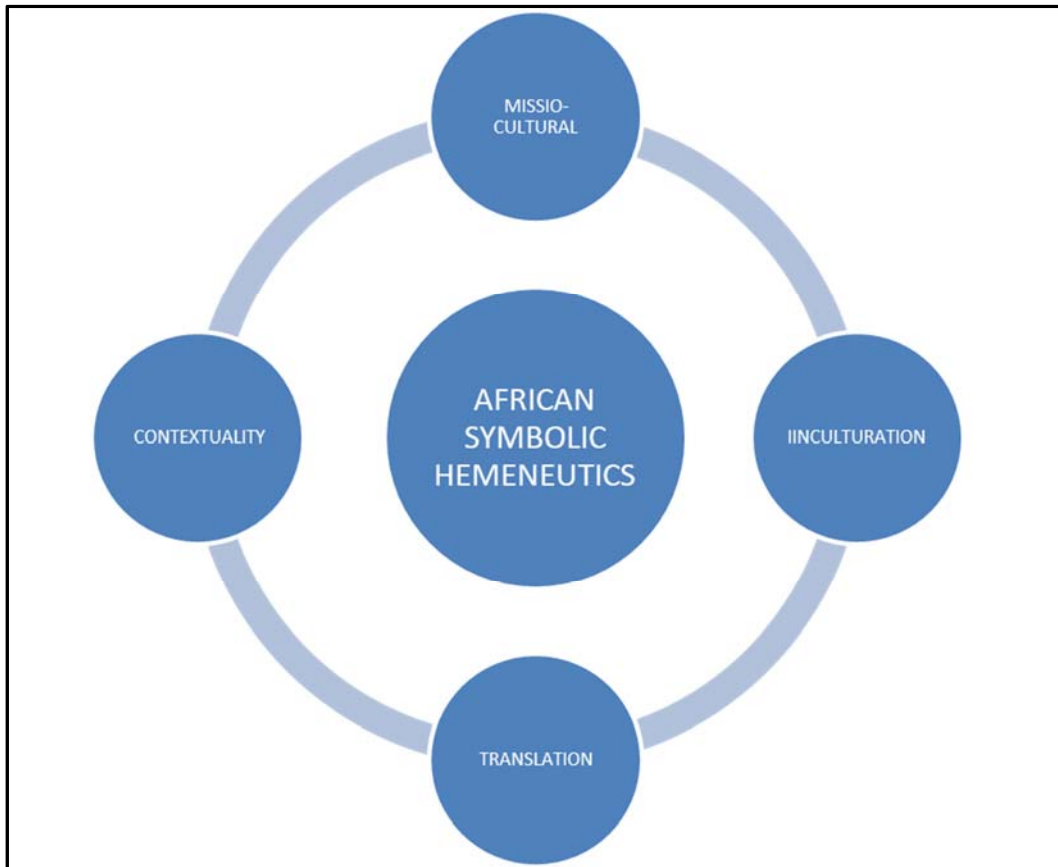 MISSIO-
CULTURAL
AFRICAN
SYMBOLIC
HEMENEUTICS
CONTEXTUALITY
IINCULTURATION
TRANSLATION